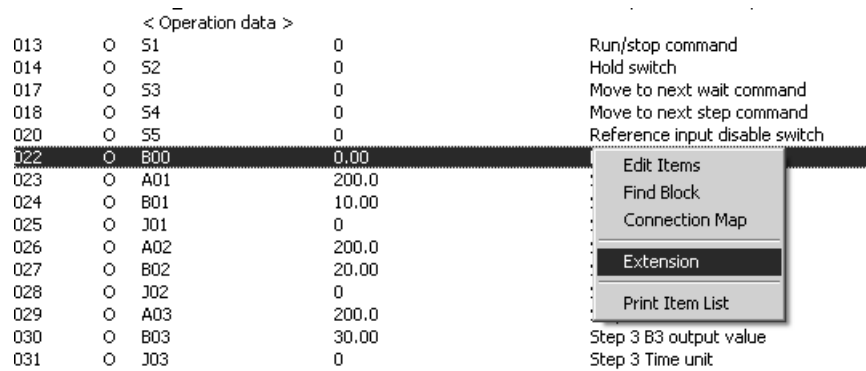 < Operation data >
013 O S1 0 Run/stop command
014 O S2 0 Hold switch
017 O S3 0 Move to next wait command
018 O S4 0 Move to next step command
020 O S5 0 Reference input disable switch
022 O B00 0.00
023 O A01 200.0
024 O B01 10.00
025 O J01 0
026 O A02 200.0
027 O B02 20.00
028 O J02 0
029 O A03 200.0
030 O B03 30.00 Step 3 B3 output value
031 O J03 0 Step 3 Time unit
Edit Items
Find Block
Connection Map
Extension
Print Item List